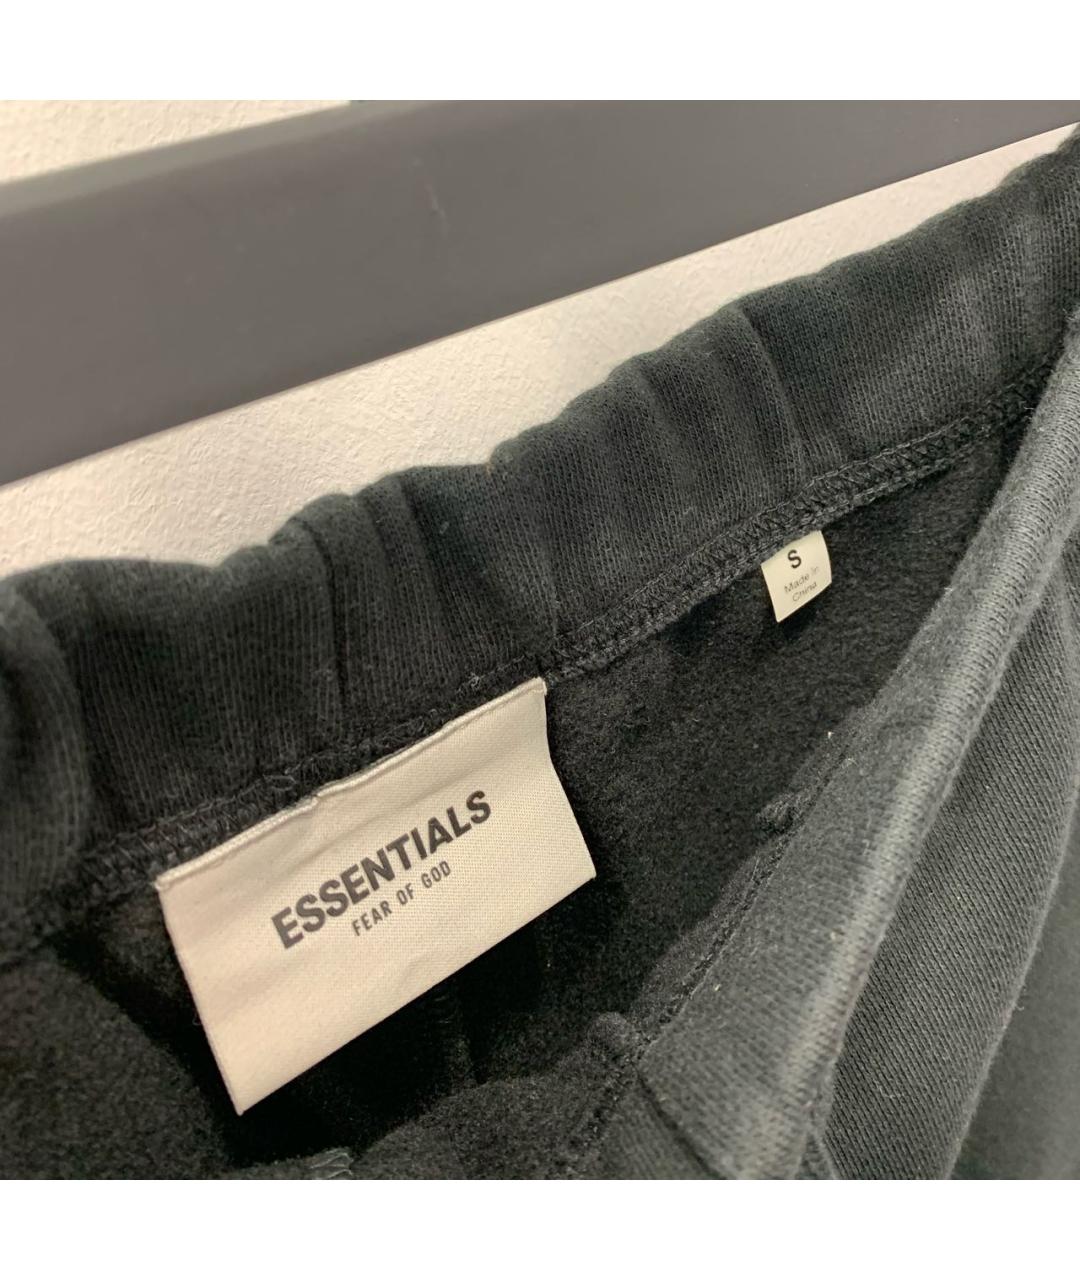 S
Made in
China
ESSENTIALS
FEAR OF GOD